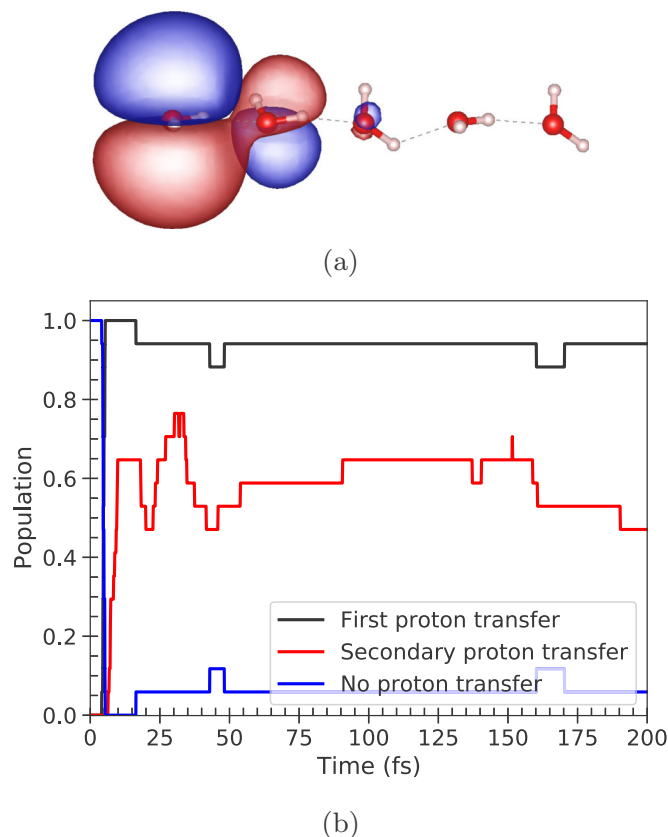 (a)
1.0
0.8
0.6
0.4
0.2
0.0
Population
First proton transfer
Secondary proton transfer
No proton transfer
0 25 50 75 100 125 150 175 200
Time (fs)
(b)